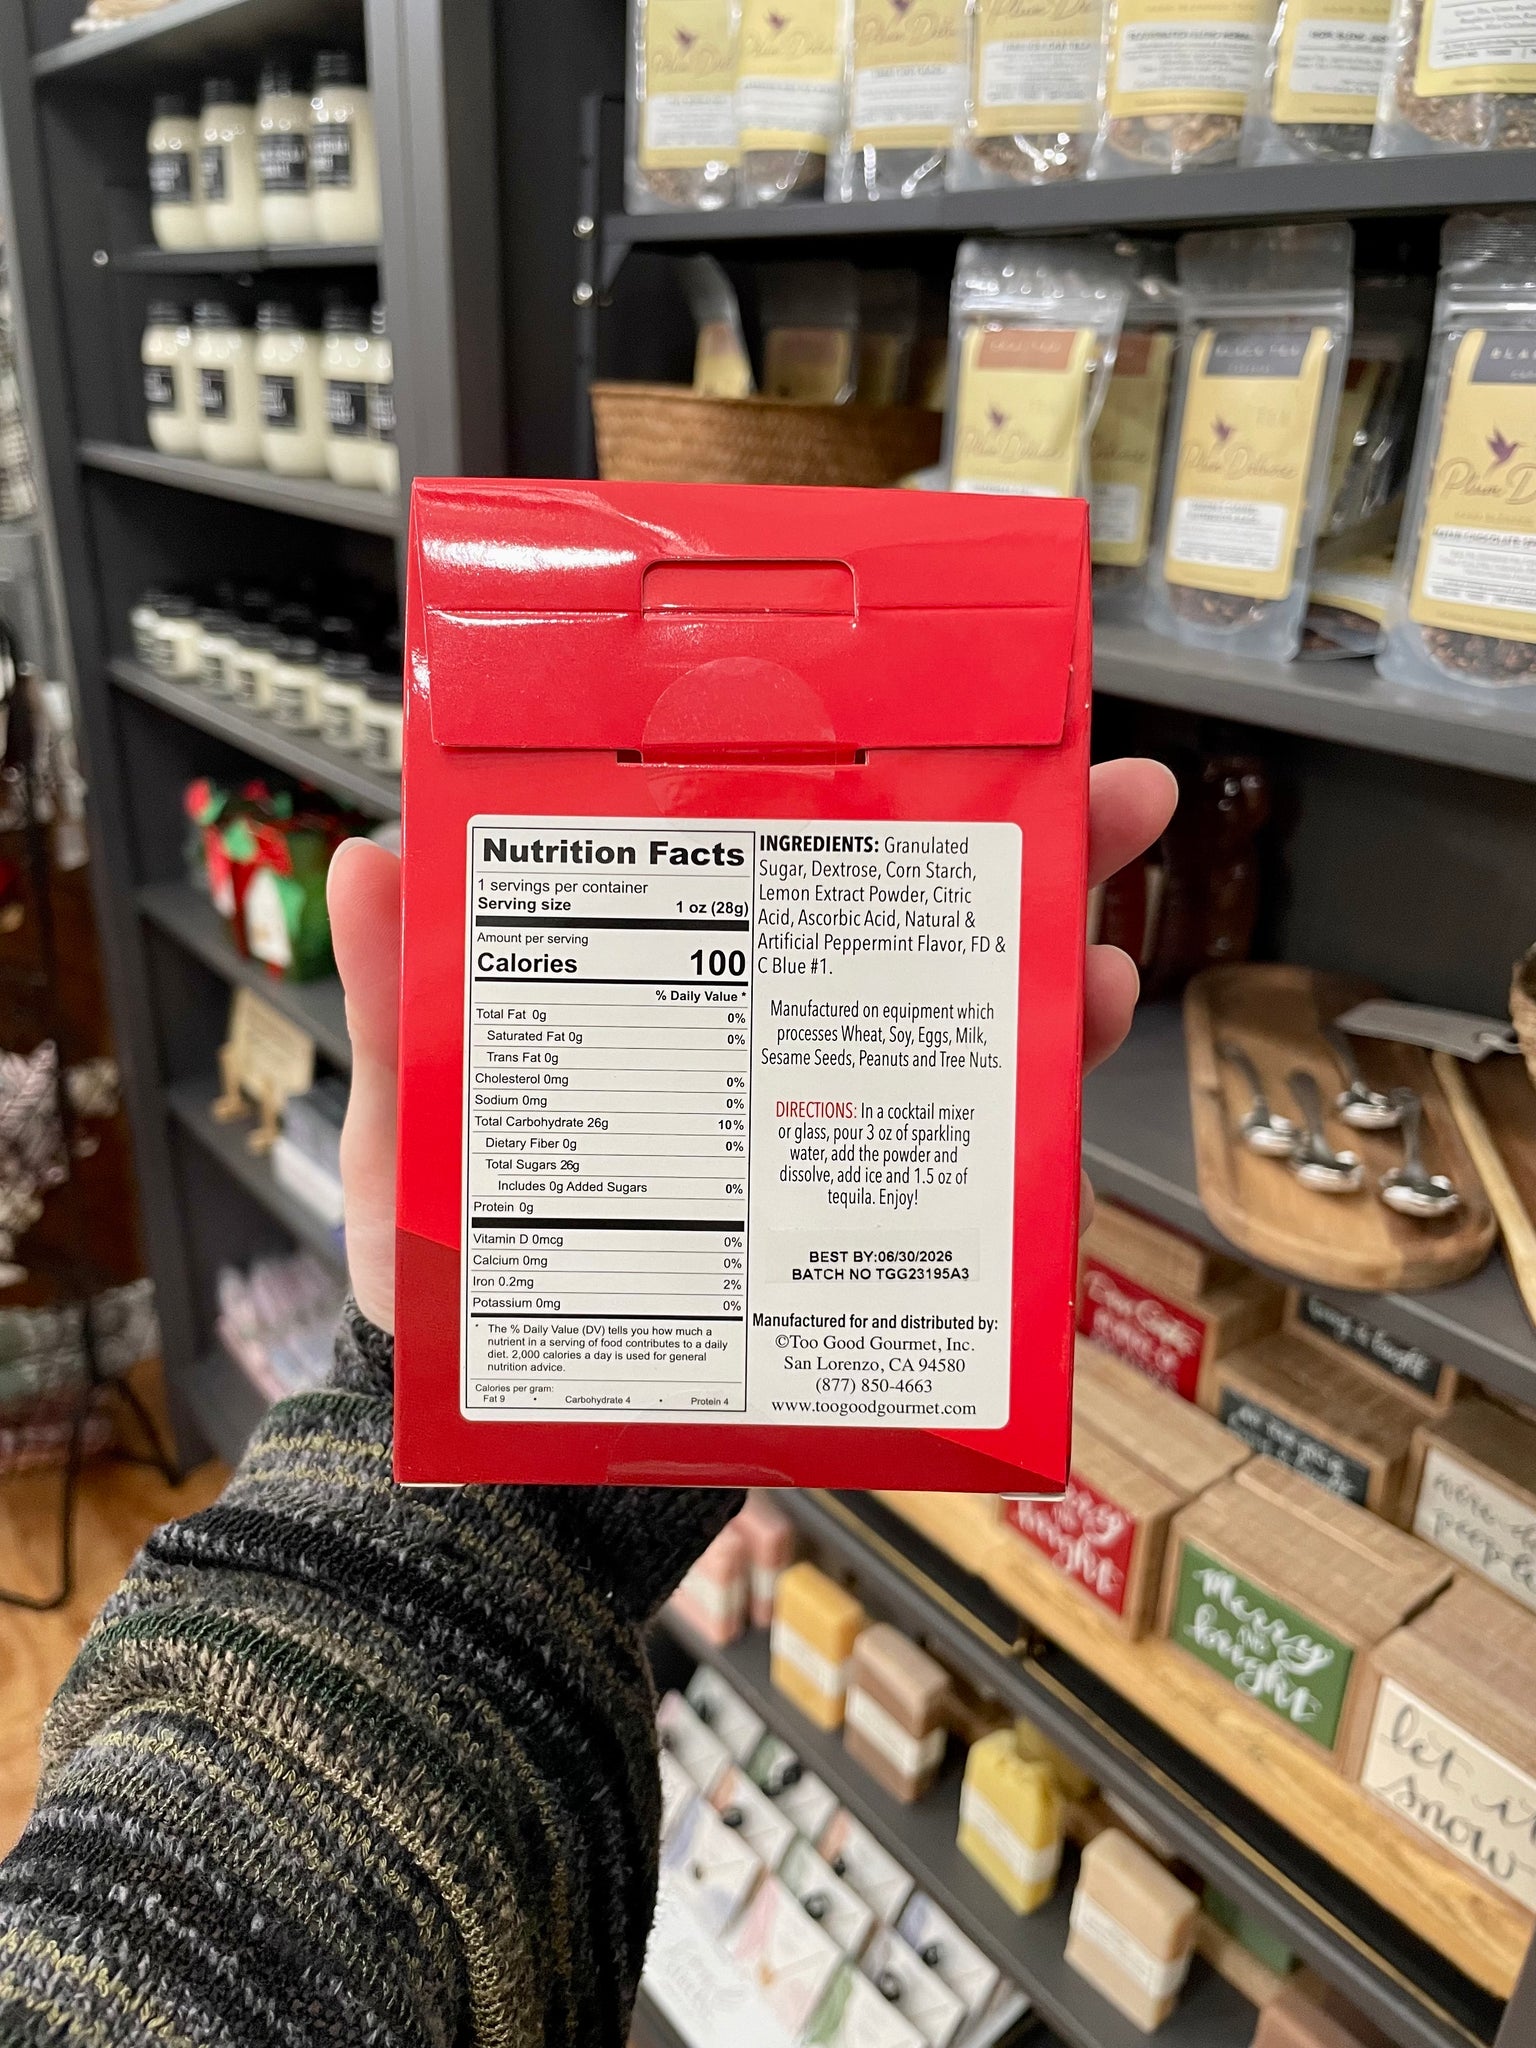 Nutrition Facts
1 servings per container
Serving size 1 oz (28g)
Amount per serving
Calories 100
% Daily Value *
Total Fat 0g 0%
Saturated Fat 0g 0%
Trans Fat 0g
Cholesterol 0mg 0%
Sodium 0mg 0%
Total Carbohydrate 26g 10%
Dietary Fiber 0g 0%
Total Sugars 26g
Includes 0g Added Sugars 0%
Protein 0g
Vitamin D 0mcg 0%
Calcium 0mg 0%
Iron 0.2mg 2%
Potassium 0mg 0%
* The % Daily Value (DV) tells you how much a
nutrient in a serving of food contributes to a daily
diet. 2,000 calories a day is used for general
nutrition advice.
Calories per gram:
Fat 9 • Carbohydrate 4 • Protein 4
INGREDIENTS: Granulated
Sugar, Dextrose, Corn Starch,
Lemon Extract Powder, Citric
Acid, Ascorbic Acid, Natural &
Artificial Peppermint Flavor, FD &
C Blue #1.
Manufactured on equipment which
processes Wheat, Soy, Eggs, Milk,
Sesame Seeds, Peanuts and Tree Nuts.
DIRECTIONS: In a cocktail mixer
or glass, pour 3 oz of sparkling
water, add the powder and
dissolve, add ice and 1.5 oz of
tequila. Enjoy!
BEST BY:06/30/2026
BATCH NO TGG23195A3
Manufactured for and distributed by:
©Too Good Gourmet, Inc.
San Lorenzo, CA 94580
(877) 850-4663
www.toogoodgourmet.com
BLACK TEA
Plum Deluxe
Plum D
merry
and
bright
merry
and
bright
let it
snow